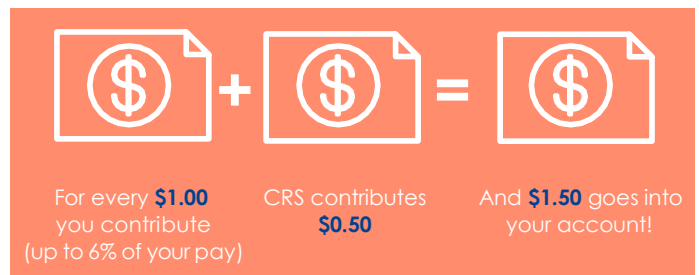 $ + $ = $
For every $1.00
you contribute
(up to 6% of your pay)
CRS contributes
$0.50
And $1.50 goes into
your account!